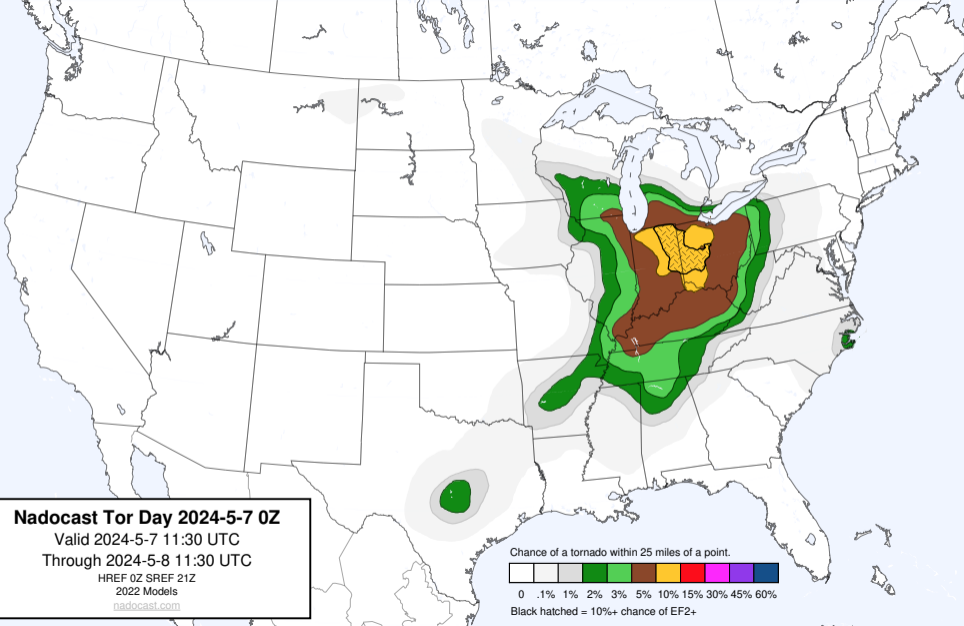 Nadocast Tor Day 2024-5-7 0Z
Valid 2024-5-7 11:30 UTC
Through 2024-5-8 11:30 UTC
HREF 0Z SREF 21Z
2022 Models
nadocast.com
Chance of a tornado within 25 miles of a point.
0 .1% 1% 2% 3% 5% 10% 15% 30% 45% 60%
Black hatched = 10%+ chance of EF2+